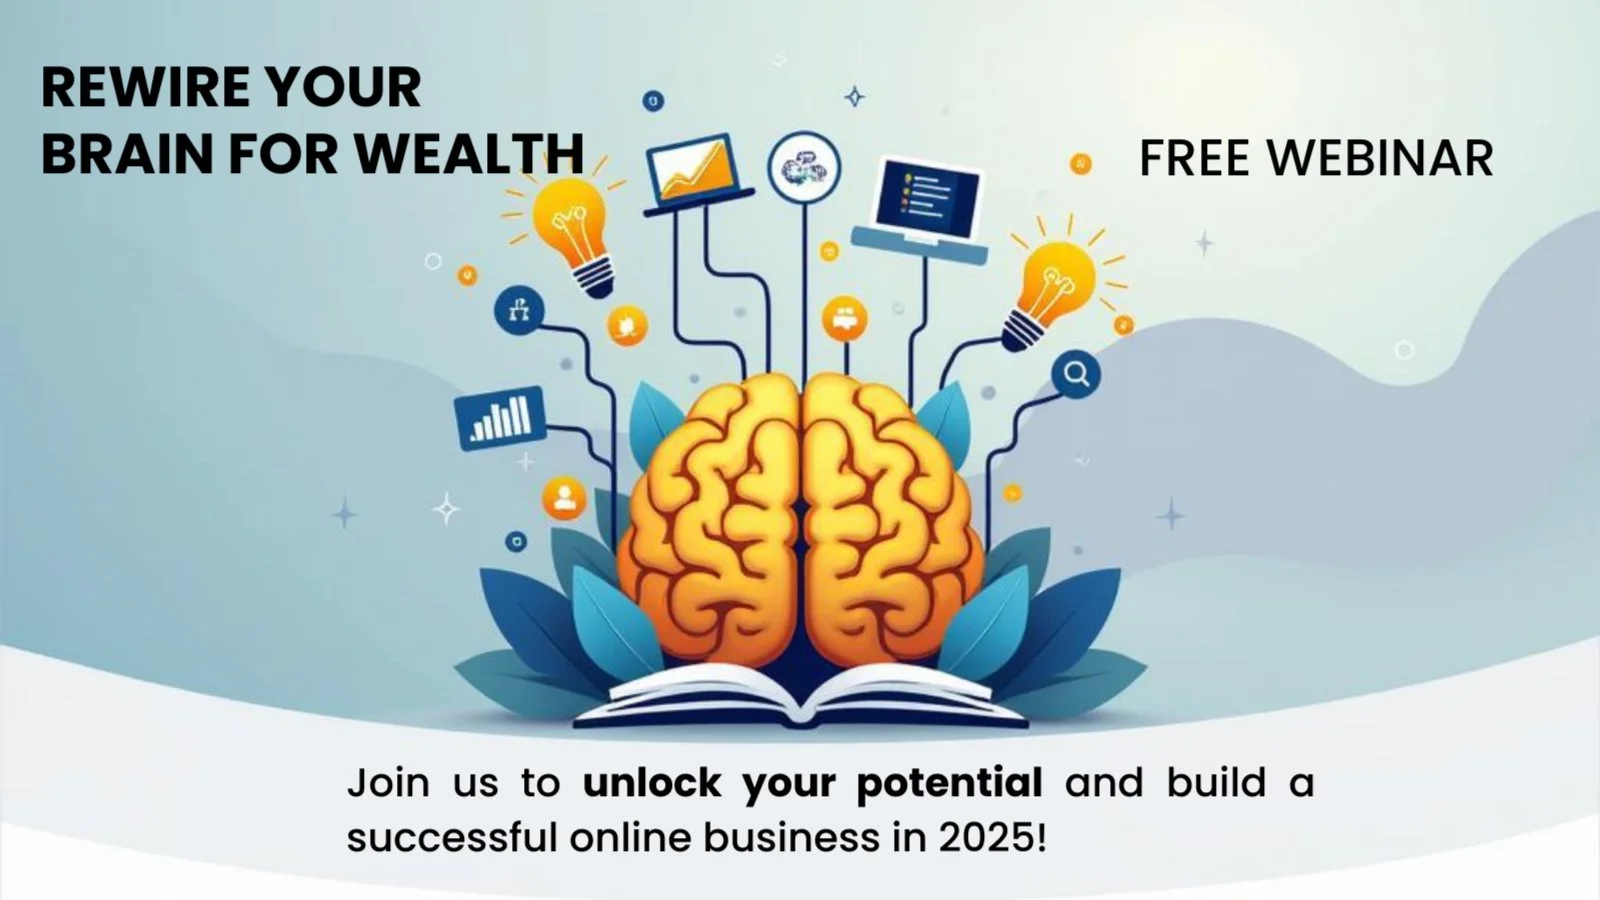 REWIRE YOUR
BRAIN FOR WEALTH
FREE WEBINAR
Join us to unlock your potential and build a
successful online business in 2025!